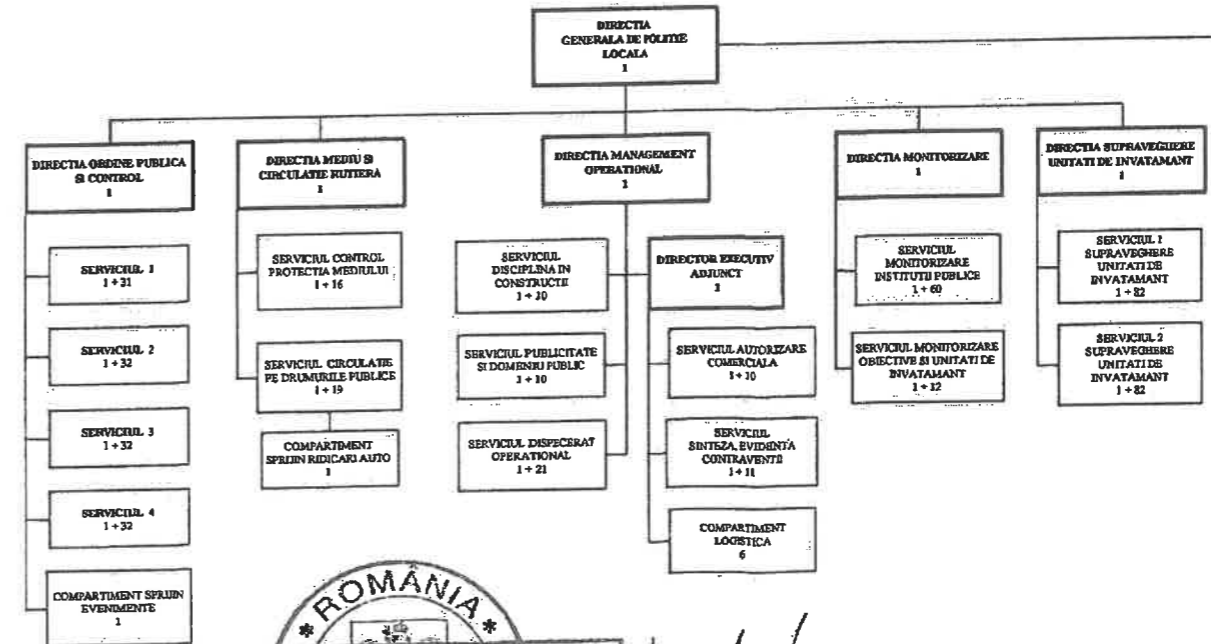 DIRECTIA
GENERALA DE POLITIE
LOCALA
1
DIRECTIA ORDINE PUBLICA
SI CONTROL
1
SERVICIUL 1
1 + 31
SERVICIUL 2
1 + 32
SERVICIUL 3
1 + 32
SERVICIUL 4
1 + 32
COMPARTIMENT SPRIJIN
EVENIMENTE
1
DIRECTIA MEDIU SI
CIRCULATIE RUTIERA
1
SERVICIUL CONTROL
PROTECTIA MEDIULUI
1 + 16
SERVICIUL CIRCULATIE
PE DRUMURILE PUBLICE
1 + 19
COMPARTIMENT
SPRIJIN RIDICARI AUTO
1
DIRECTIA MANAGEMENT
OPERATIONAL
1
SERVICIUL
DISCIPLINA IN
CONSTRUCTII
1 + 10
SERVICIUL PUBLICITATE
SI DOMENIU PUBLIC
1 + 10
SERVICIUL DISPECERAT
OPERATIONAL
1 + 21
DIRECTOR EXECUTIV
ADJUNCT
1
SERVICIUL AUTORIZARE
COMERCIALA
1 + 10
SERVICIUL
SINTEZA, EVIDENTA
CONTRAVENTII
1 + 11
COMPARTIMENT
LOGISTICA
6
DIRECTIA MONITORIZARE
1
SERVICIUL
MONITORIZARE
INSTITUTII PUBLICE
1 + 60
SERVICIUL MONITORIZARE
OBIECTIVE SI UNITATI DE
INVATAMANT
1 + 12
DIRECTIA SUPRAVEGHERE
UNITATI DE INVATAMANT
1
SERVICIUL 1
SUPRAVEGHERE
UNITATI DE
INVATAMANT
1 + 82
SERVICIUL 2
SUPRAVEGHERE
UNITATI DE
INVATAMANT
1 + 82
* ROMÂNIA *